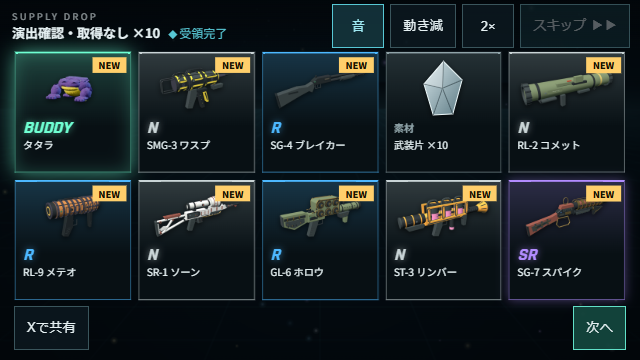 SUPPLY DROP
演出確認・取得なし ×10 ◆受領完了
音
動き減
2×
スキップ ▶▶
NEW
BUDDY
タタラ
NEW
N
SMG-3 ワスプ
NEW
R
SG-4 ブレイカー
素材
武装片 ×10
NEW
N
RL-2 コメット
NEW
R
RL-9 メテオ
NEW
N
SR-1 ソーン
NEW
R
GL-6 ホロウ
NEW
N
ST-3 リンバー
NEW
SR
SG-7 スパイク
Xで共有
次へ